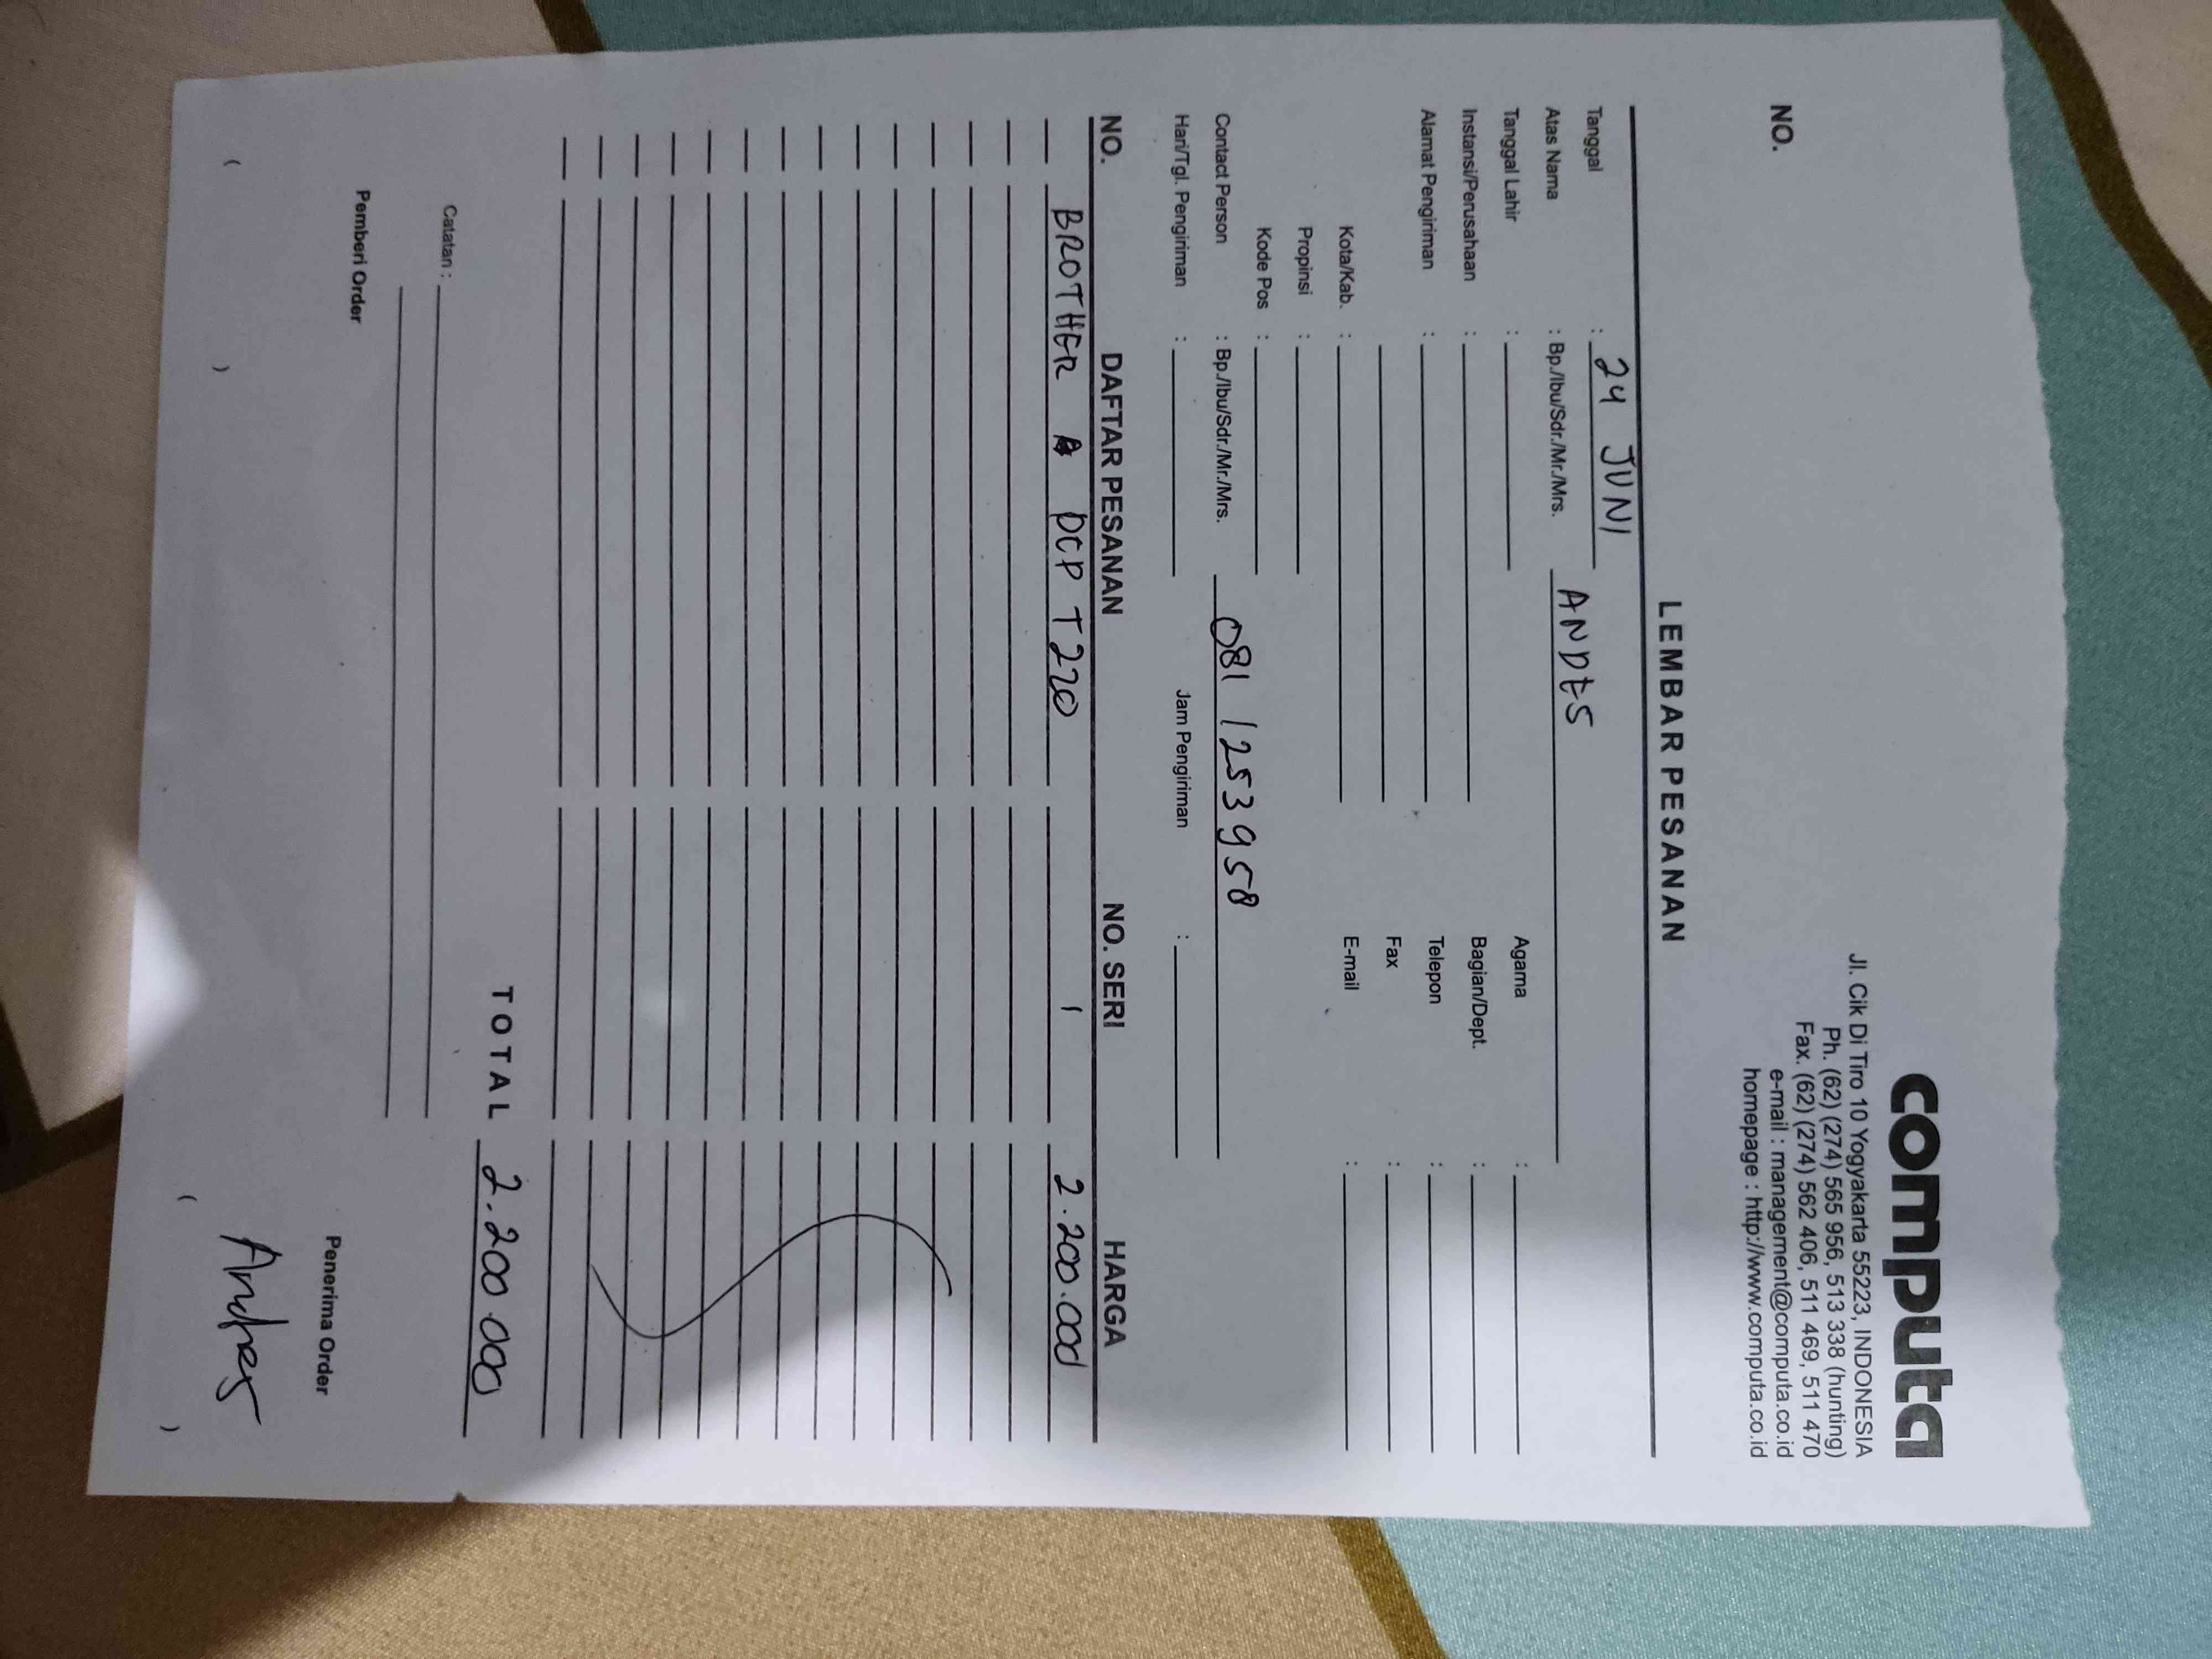 computa
Jl. Cik Di Tiro 10 Yogyakarta 55223, INDONESIA
Ph. (62) (274) 565 956, 513 338 (hunting)
Fax. (62) (274) 562 406, 511 469, 511 470
e-mail : management@computa.co.id
homepage : http://www.computa.co.id
NO.
LEMBAR PESANAN
Tanggal : 24 JUNI
Atas Nama : Bp./Ibu/Sdr./Mr./Mrs. ANDES
Tanggal Lahir : Agama :
Instansi/Perusahaan : Bagian/Dept. :
Alamat Pengiriman : Telepon :
Fax :
Kota/Kab. : E-mail :
Propinsi :
Kode Pos :
Contact Person : Bp./Ibu/Sdr./Mr./Mrs. 081 1253958
Hari/Tgl. Pengiriman : Jam Pengiriman :
NO. DAFTAR PESANAN NO. SERI HARGA
BROTHER DCP T220 1 2.200.000
TOTAL 2.200.000
Catatan :
Pemberi Order Penerima Order
( ) ( Andes )